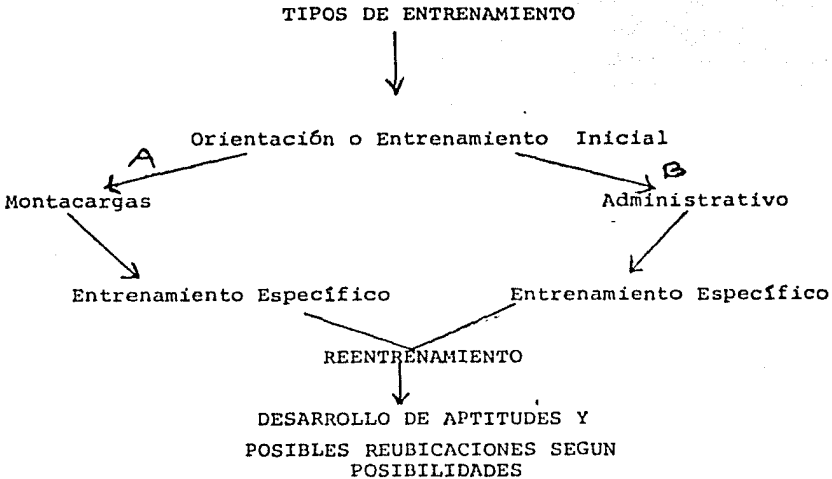 TIPOS DE ENTRENAMIENTO
Orientación o Entrenamiento Inicial
A
B
Montacargas
Administrativo
Entrenamiento Específico
Entrenamiento Específico
REENTRENAMIENTO
DESARROLLO DE APTITUDES Y
POSIBLES REUBICACIONES SEGUN
POSIBILIDADES